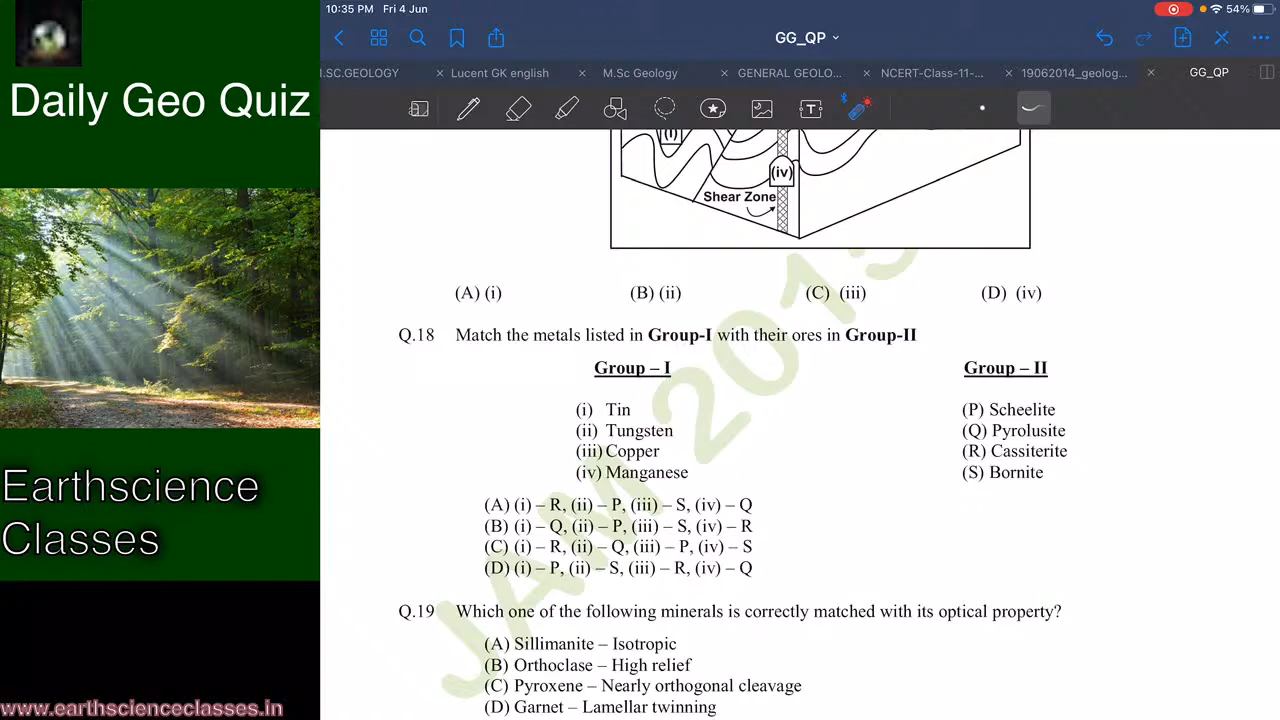 10:35 PM Fri 4 Jun
54%
GG_QP
I.SC.GEOLOGY
Lucent GK english
M.Sc Geology
GENERAL GEOLO...
NCERT-Class-11-...
19062014_geolog...
GG_QP
Daily Geo Quiz
Earthscience
Classes
www.earthscienceclasses.in
(i)
(iv)
Shear Zone
(A) (i) (B) (ii) (C) (iii) (D) (iv)
Q.18 Match the metals listed in Group-I with their ores in Group-II
Group – I Group – II
(i) Tin (P) Scheelite
(ii) Tungsten (Q) Pyrolusite
(iii) Copper (R) Cassiterite
(iv) Manganese (S) Bornite
(A) (i) – R, (ii) – P, (iii) – S, (iv) – Q
(B) (i) – Q, (ii) – P, (iii) – S, (iv) – R
(C) (i) – R, (ii) – Q, (iii) – P, (iv) – S
(D) (i) – P, (ii) – S, (iii) – R, (iv) – Q
Q.19 Which one of the following minerals is correctly matched with its optical property?
(A) Sillimanite – Isotropic
(B) Orthoclase – High relief
(C) Pyroxene – Nearly orthogonal cleavage
(D) Garnet – Lamellar twinning
JAM 2015